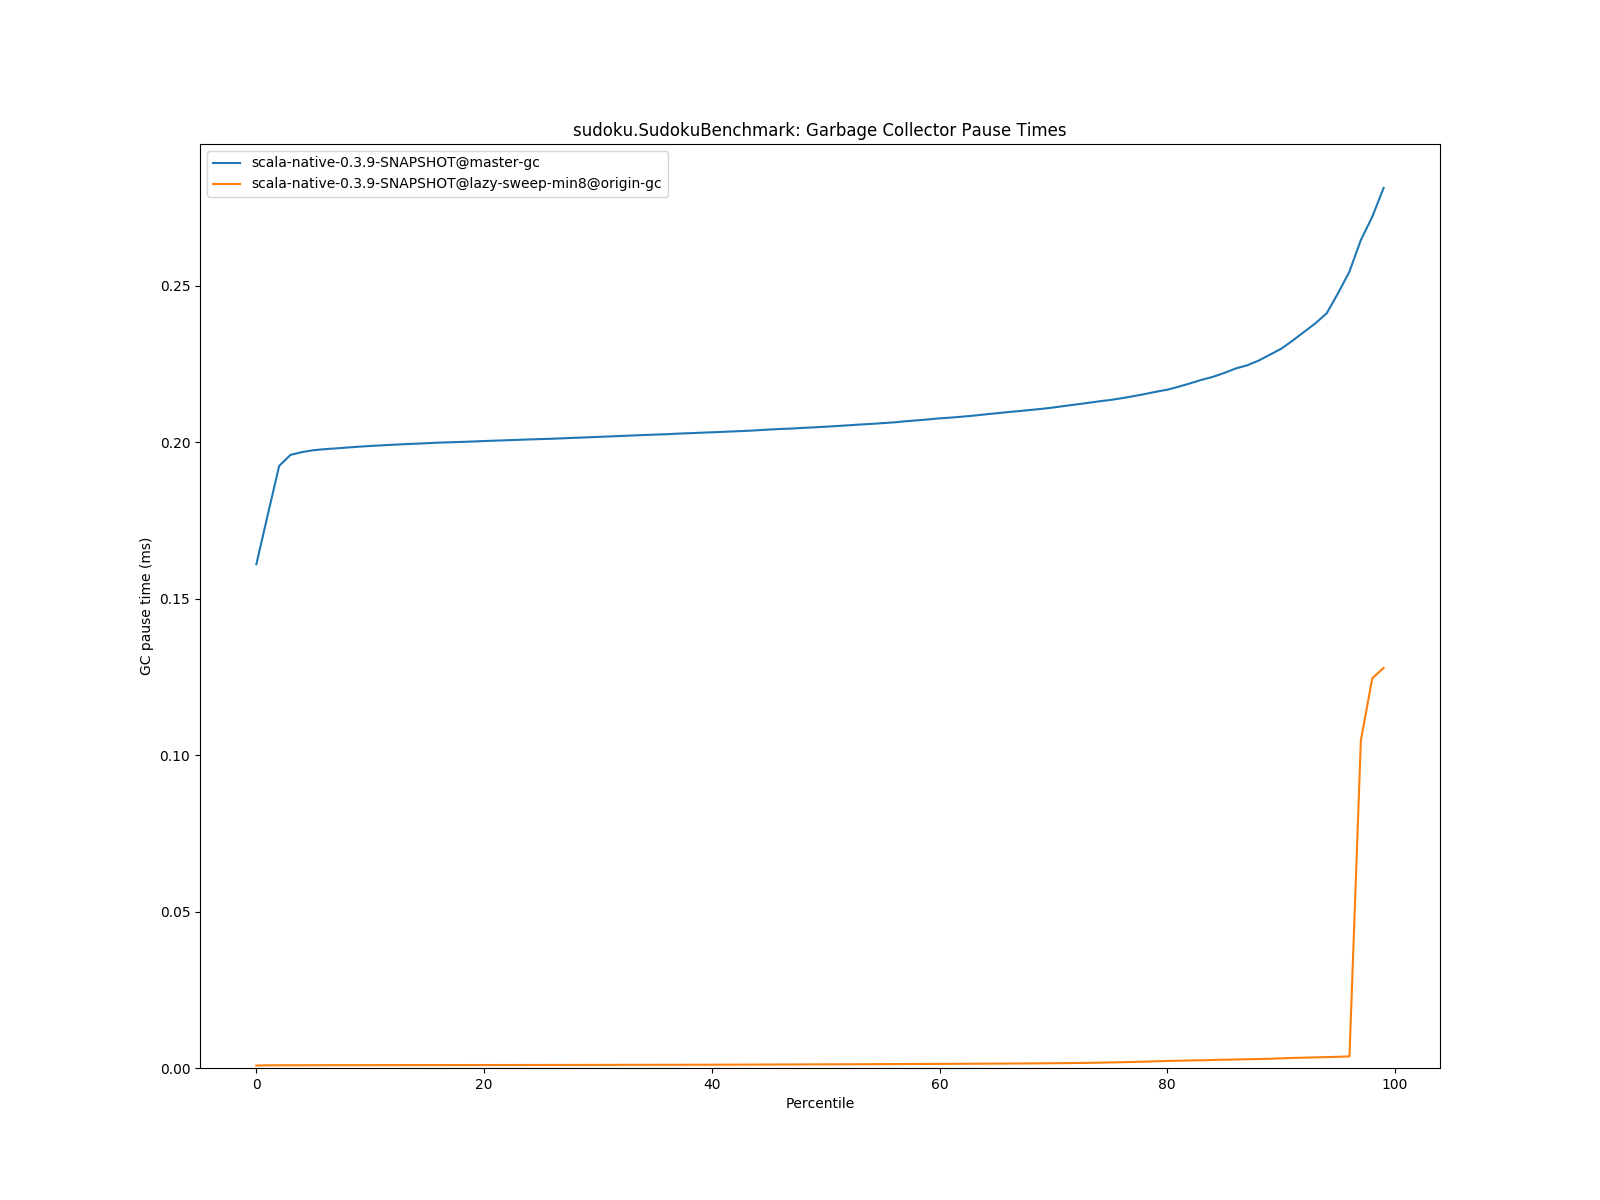 sudoku.SudokuBenchmark: Garbage Collector Pause Times
scala-native-0.3.9-SNAPSHOT@master-gc
scala-native-0.3.9-SNAPSHOT@lazy-sweep-min8@origin-gc
GC pause time (ms)
0.25
0.20
0.15
0.10
0.05
0.00
0 20 40 60 80 100
Percentile